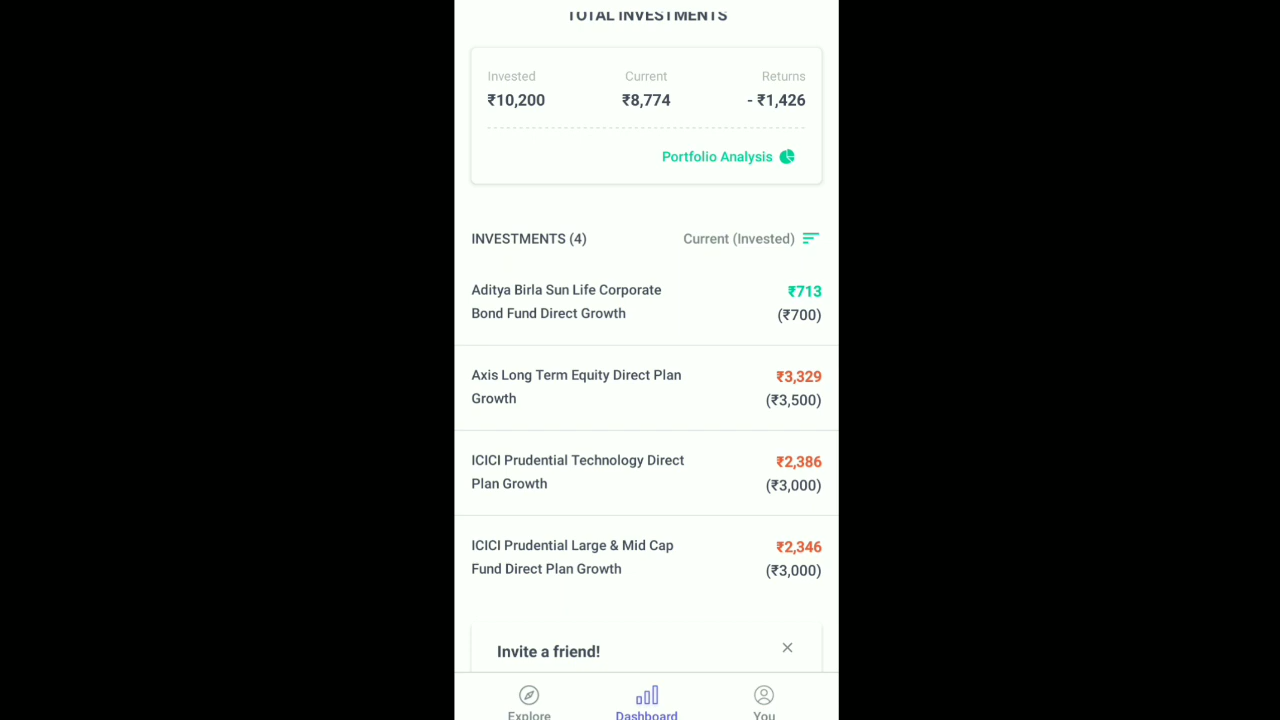 TOTAL INVESTMENTS
Invested Current Returns
₹10,200 ₹8,774 - ₹1,426
Portfolio Analysis
INVESTMENTS (4) Current (Invested)
Aditya Birla Sun Life Corporate ₹713
Bond Fund Direct Growth (₹700)
Axis Long Term Equity Direct Plan ₹3,329
Growth (₹3,500)
ICICI Prudential Technology Direct ₹2,386
Plan Growth (₹3,000)
ICICI Prudential Large & Mid Cap ₹2,346
Fund Direct Plan Growth (₹3,000)
Invite a friend!
Explore Dashboard You